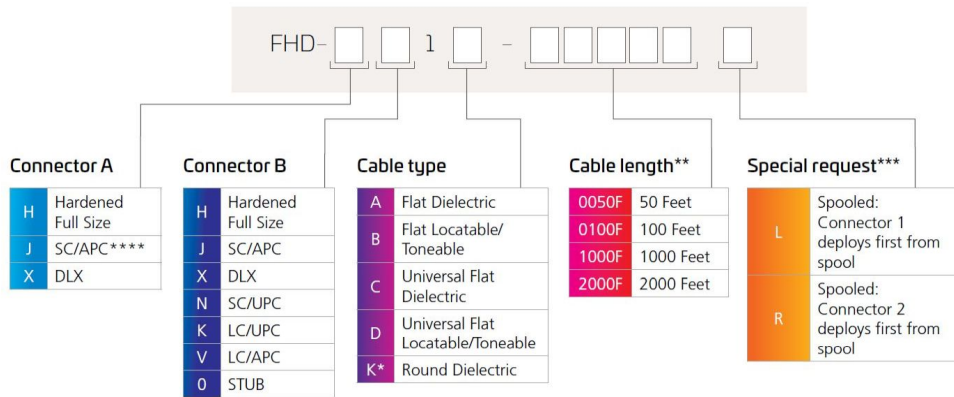 FHD- 1 -
Connector A
H Hardened
Full Size
J SC/APC****
X DLX
Connector B
H Hardened
Full Size
J SC/APC
X DLX
N SC/UPC
K LC/UPC
V LC/APC
0 STUB
Cable type
A Flat Dielectric
B Flat Locatable/
Toneable
C Universal Flat
Dielectric
D Universal Flat
Locatable/Toneable
K* Round Dielectric
Cable length**
0050F 50 Feet
0100F 100 Feet
1000F 1000 Feet
2000F 2000 Feet
Special request***
L Spooled:
Connector 1
deploys first from
spool
R Spooled:
Connector 2
deploys first from
spool